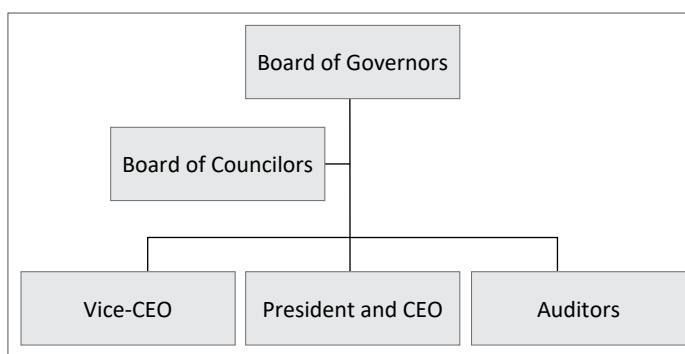 Board of Governors
Board of Councilors
Vice-CEO
President and CEO
Auditors